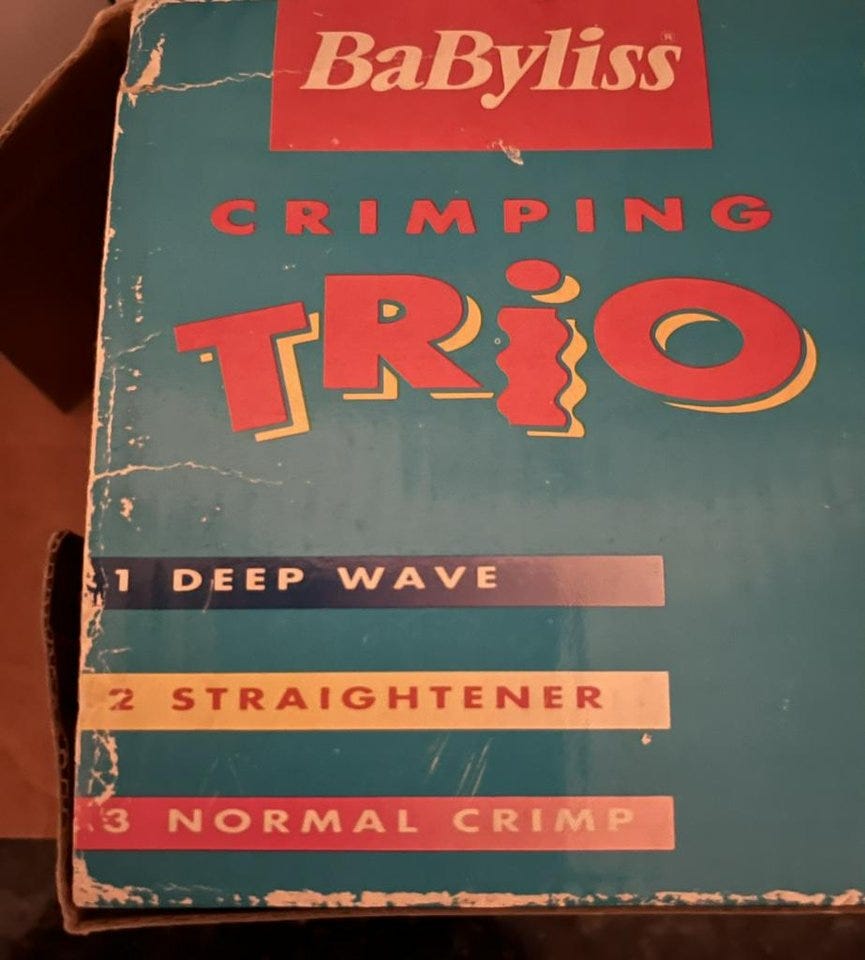 BaByliss®
CRIMPING
TRiO
1 DEEP WAVE
2 STRAIGHTENER
3 NORMAL CRIMP